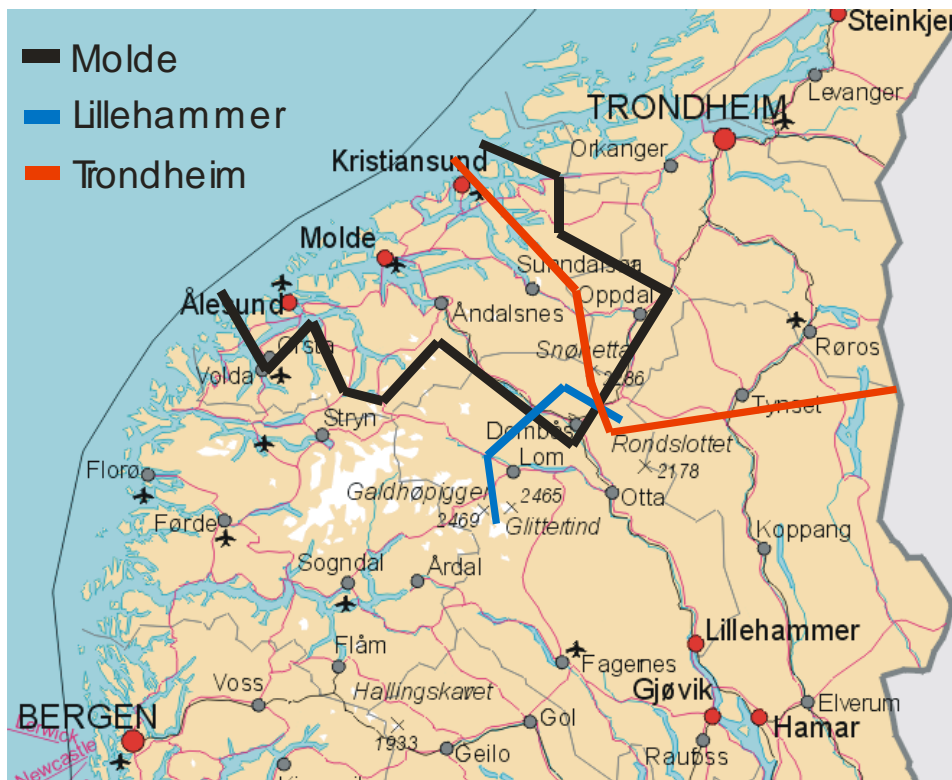 Molde
Lillehammer
Trondheim
Steinkjer
Levanger
TRONDHEIM
Orkanger
Kristiansund
Molde
Ålesund
Åndalsnes
Oppdal
Snøhetta
2286
Røros
Ørsta
Volda
Stryn
Tynset
Dombås
Rondslottet
2178
Lom
Florø
Galdhøpiggen
2465
2469
Glittertind
Otta
Førde
Koppang
Sogndal
Årdal
Lillehammer
Flåm
Fagernes
Voss
Hallingskarvet
Gjøvik
Elverum
BERGEN
Gol
Hamar
Lerwick
1933
Geilo
Raufoss
Newcastle